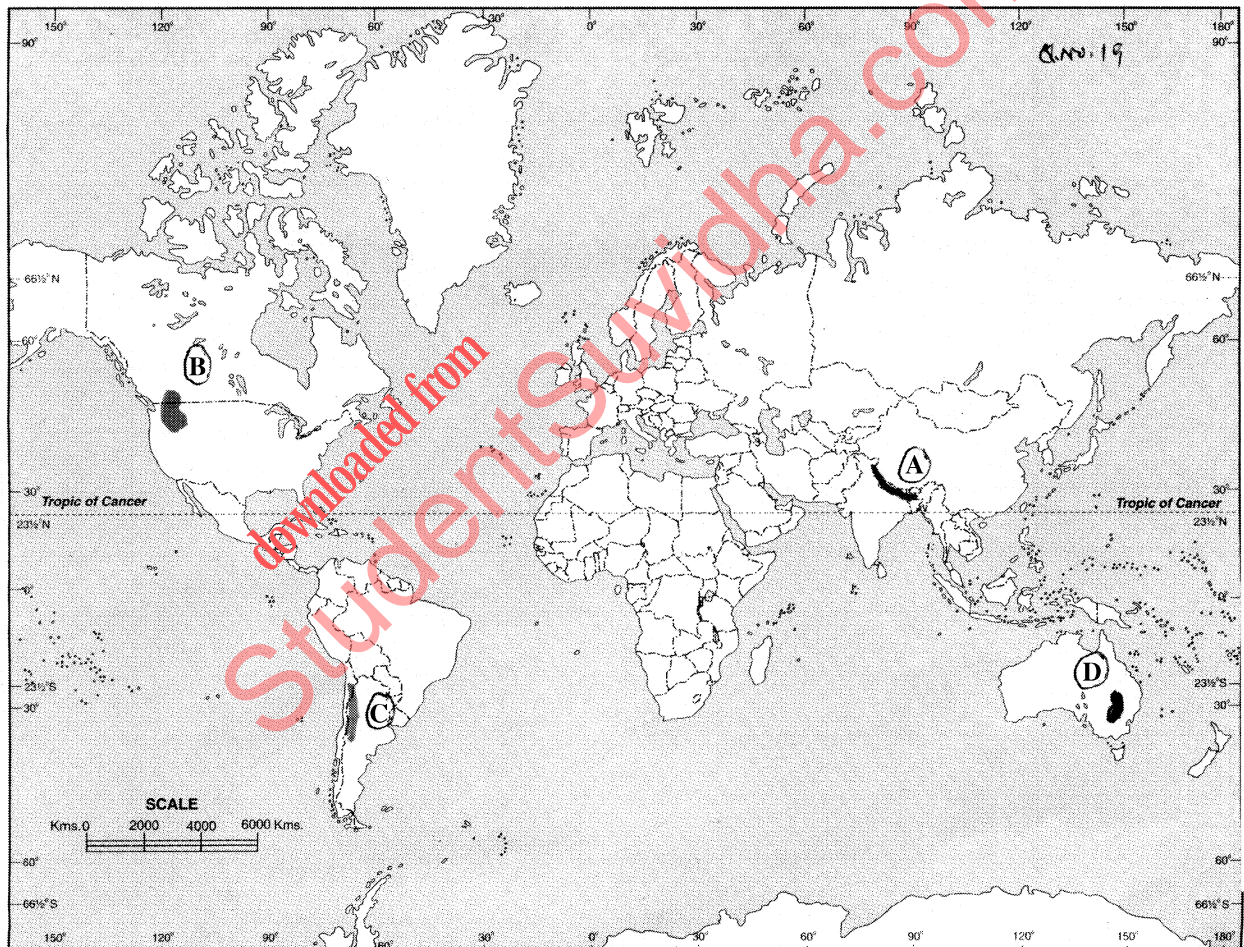 150° 120° 90° 60° 30° 0° 30° 60° 90° 120° 150° 180°
90° 90°
Q.No. 19
66½° N 66½° N
60° 60°
B
A
30° 30°
Tropic of Cancer Tropic of Cancer
23½° N 23½° N
0° 0°
D
23½° S 23½° S
30° 30°
C
SCALE
Kms. 0 2000 4000 6000 Kms.
60° 60°
66½° S 66½° S
150° 120° 90° 60° 30° 0° 30° 60° 90° 120° 150° 180°
downloaded from
StudentSuvidha.com